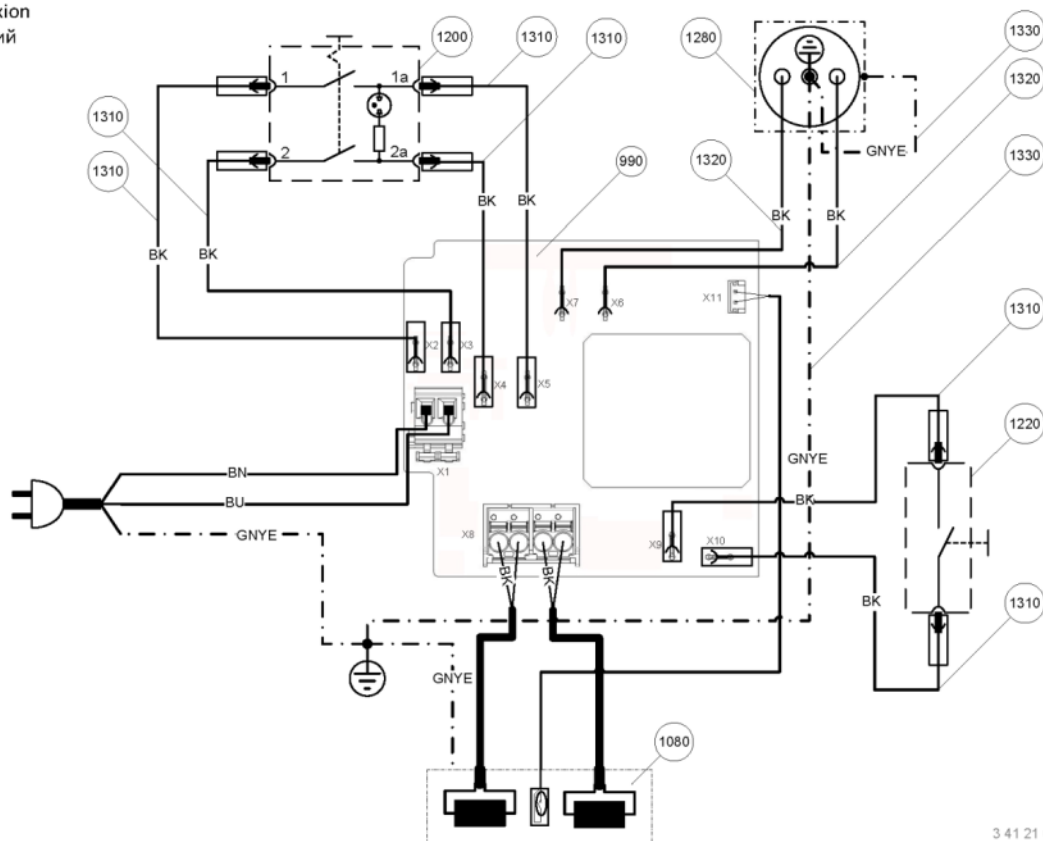 xion
ий
1200
1310
1310
1280
1330
1320
1
1a
1310
2
2a
990
GNYE
1320
1330
1310
BK
BK
BK
BK
BK
BK
X7
X6
X11
1310
X2
X3
X4
X5
1220
GNYE
X1
BN
BU
BK
GNYE
X8
X9
X10
BK
BK
BK
1310
GNYE
1080
3 41 21